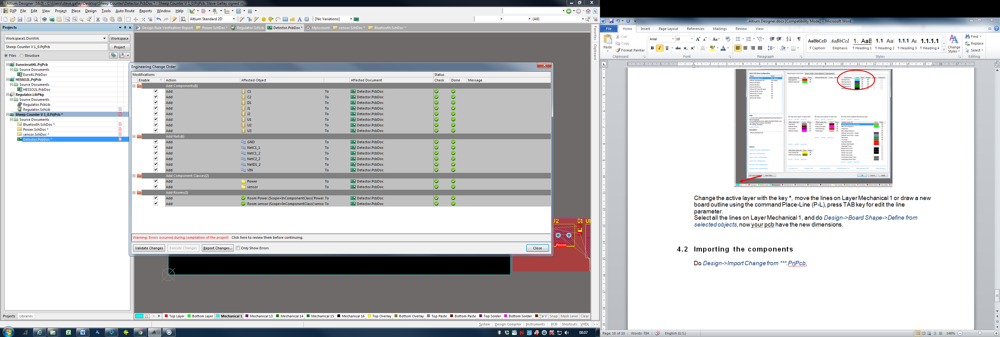 Altium Designer (16.0) - C:\Users\steve.gallay\Desktop\Sheep Counter\Detector.PcbDoc * - Sheep Counter V 1_0.PrjPcb. Steve Gallay signed in.
DXP File Edit View Project Place Design Tools Auto Route Reports Window Help
Altium Standard 2D [No Variations] (All)
Projects
Design Rule Verification Report Power.SchDoc * Regulator.SchLib Detector.PcbDoc * MyAccount sensor.SchDoc * Bluetooth.SchDoc *
Favorites
Clipboard
Workspace1.DsnWrk Workspace
Sheep Counter V 1_0.PrjPcb Project
Files Structure
Eurocircuit4L.PrjPcb
Source Documents
Euro4L.PcbDoc
HESSO2L.PrjPcb
Source Documents
HESSO2L.PcbDoc
Regulator.LibPkg
Source Documents
Regulator.PcbLib
Regulator.SchLib
Sheep Counter V 1_0.PrjPcb *
Source Documents
Bluetooth.SchDoc *
Power.SchDoc *
sensor.SchDoc *
Detector.PcbDoc *
Projects Libraries
Engineering Change Order
Modifications Status
Enable Action Affected Object Affected Document Check Done Message
Add Components(8)
Add C1 To Detector.PcbDoc
Add C2 To Detector.PcbDoc
Add D1 To Detector.PcbDoc
Add J1 To Detector.PcbDoc
Add J2 To Detector.PcbDoc
Add U1 To Detector.PcbDoc
Add U2 To Detector.PcbDoc
Add U3 To Detector.PcbDoc
Add Nets(6)
Add GND To Detector.PcbDoc
Add NetC1_1 To Detector.PcbDoc
Add NetC1_2 To Detector.PcbDoc
Add NetC2_2 To Detector.PcbDoc
Add NetD1_2 To Detector.PcbDoc
Add VIN To Detector.PcbDoc
Add Component Classes(2)
Add Power To Detector.PcbDoc
Add sensor To Detector.PcbDoc
Add Rooms(2)
Add Room Power (Scope=InComponentClass('Power To Detector.PcbDoc
Add Room sensor (Scope=InComponentClass('senso To Detector.PcbDoc
Warning: Errors occurred during compilation of the project! Click here to review them before continuing.
Validate Changes Execute Changes Report Changes... Only Show Errors Close
J2 D1 U1
Power
LS Top Layer Bottom Layer Mechanical 1 Mechanical 13 Mechanical 14 Mechanical 15 Mechanical 16 Top Overlay Bottom Overlay Top Paste Bottom Paste Top Solder Bottom Solder Snap Mask Level Clear
System Design Compiler Instruments PCB Shortcuts VHDL >>
08:07
Altium Designer.docx [Compatibility Mode] - Microsoft Word
File Home Insert Page Layout References Mailings Review View
Paste Cut Copy Format Painter
Arial 10
AaBbCcD AaBbCcL 1. AaB 1.1 Aa 1.1.1 Aa 1.1.1.1
¶ Caption Emphasis ¶ Heading 1 ¶ Heading 2 ¶ Heading 3 ¶ Heading 4
Change Styles
Find Replace Select
Clipboard Font Paragraph Styles Editing
Change the active layer with the key *, move the lines on Layer Mechanical 1 or draw a new
board outline using the command Place-Line (P-L), press TAB key for edit the line
parameter.
Select all the lines on Layer Mechanical 1, and do Design->Board Shape->Define from
selected objects, now your pcb have the new dimensions.
4.2 Importing the components
Do Design->Import Change from ***.PrjPcb,
Page: 10 of 10 Words: 784 English (U.S.) 140%